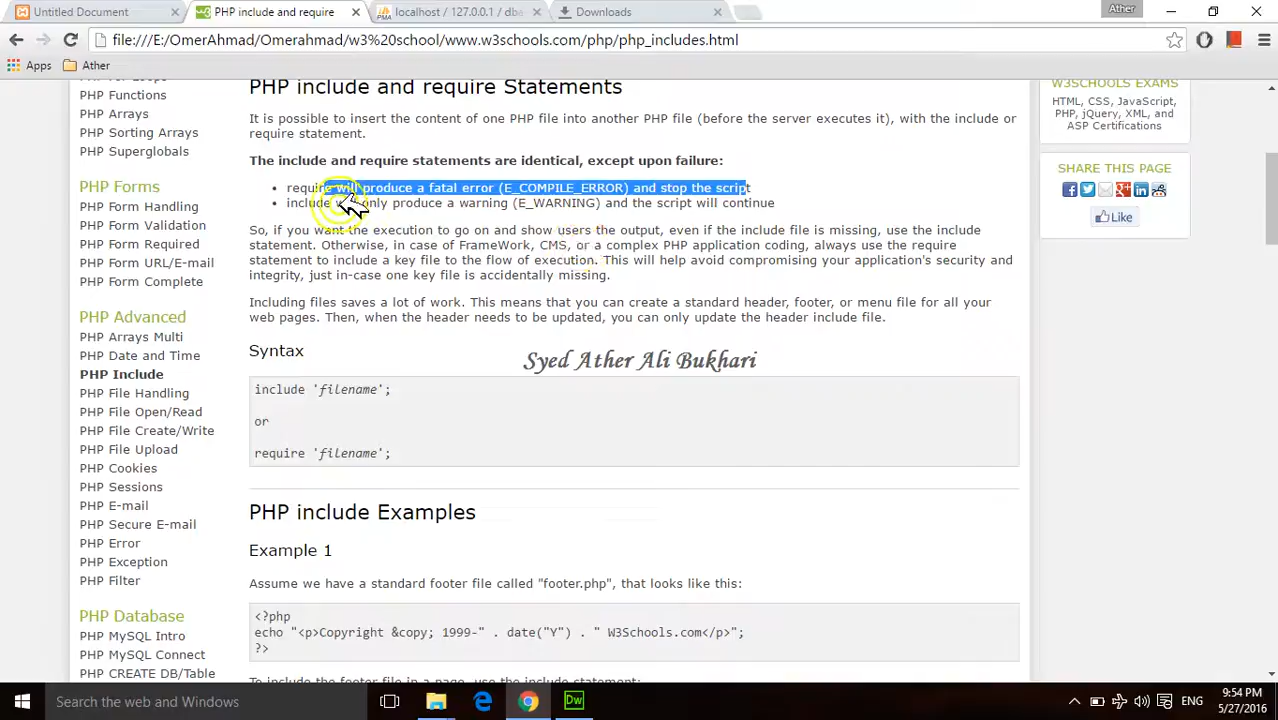 Untitled Document
PHP include and require
localhost / 127.0.0.1 / dbe
Downloads
Ather
file:///E:/OmerAhmad/Omerahmad/w3%20school/www.w3schools.com/php/php_includes.html
Apps
Ather
PHP Functions
PHP Arrays
PHP Sorting Arrays
PHP Superglobals
PHP Forms
PHP Form Handling
PHP Form Validation
PHP Form Required
PHP Form URL/E-mail
PHP Form Complete
PHP Advanced
PHP Arrays Multi
PHP Date and Time
PHP Include
PHP File Handling
PHP File Open/Read
PHP File Create/Write
PHP File Upload
PHP Cookies
PHP Sessions
PHP E-mail
PHP Secure E-mail
PHP Error
PHP Exception
PHP Filter
PHP Database
PHP MySQL Intro
PHP MySQL Connect
PHP CREATE DB/Table
PHP include and require Statements
It is possible to insert the content of one PHP file into another PHP file (before the server executes it), with the include or
require statement.
The include and require statements are identical, except upon failure:
• require will produce a fatal error (E_COMPILE_ERROR) and stop the script
• include will only produce a warning (E_WARNING) and the script will continue
So, if you want the execution to go on and show users the output, even if the include file is missing, use the include
statement. Otherwise, in case of FrameWork, CMS, or a complex PHP application coding, always use the require
statement to include a key file to the flow of execution. This will help avoid compromising your application's security and
integrity, just in-case one key file is accidentally missing.
Including files saves a lot of work. This means that you can create a standard header, footer, or menu file for all your
web pages. Then, when the header needs to be updated, you can only update the header include file.
Syntax
Syed Ather Ali Bukhari
include 'filename';
or
require 'filename';
PHP include Examples
Example 1
Assume we have a standard footer file called "footer.php", that looks like this:
<?php
echo "<p>Copyright &copy; 1999-" . date("Y") . " W3Schools.com</p>";
?>
To include the footer file in a page, use the include statement:
W3SCHOOLS EXAMS
HTML, CSS, JavaScript,
PHP, jQuery, XML, and
ASP Certifications
SHARE THIS PAGE
Like
Search the web and Windows
Dw
ENG
9:54 PM
5/27/2016